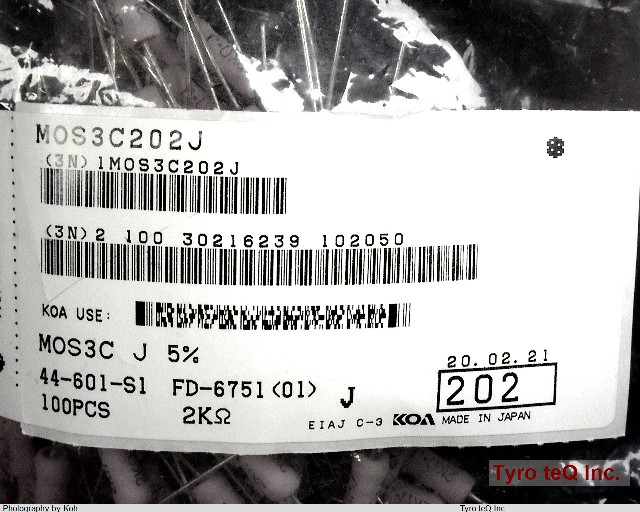 MOS3C202J
(3N) 1MOS3C202J
(3N) 2 100 30216239 102050
KOA USE:
MOS3C J 5%
20.02.21
44-601-S1 FD-6751(01) J
202
100PCS 2KΩ
EIAJ C-3 KOA MADE IN JAPAN
Tyro teQ Inc.
Photography by Koh
Tyro teQ Inc